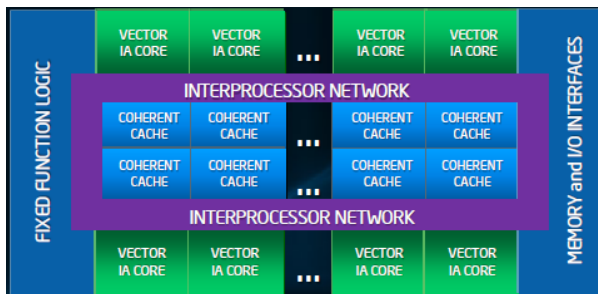 FIXED FUNCTION LOGIC
VECTOR
IA CORE
VECTOR
IA CORE
...
VECTOR
IA CORE
VECTOR
IA CORE
INTERPROCESSOR NETWORK
COHERENT
CACHE
COHERENT
CACHE
...
COHERENT
CACHE
COHERENT
CACHE
COHERENT
CACHE
COHERENT
CACHE
...
COHERENT
CACHE
COHERENT
CACHE
INTERPROCESSOR NETWORK
VECTOR
IA CORE
VECTOR
IA CORE
...
VECTOR
IA CORE
VECTOR
IA CORE
MEMORY and I/O INTERFACES